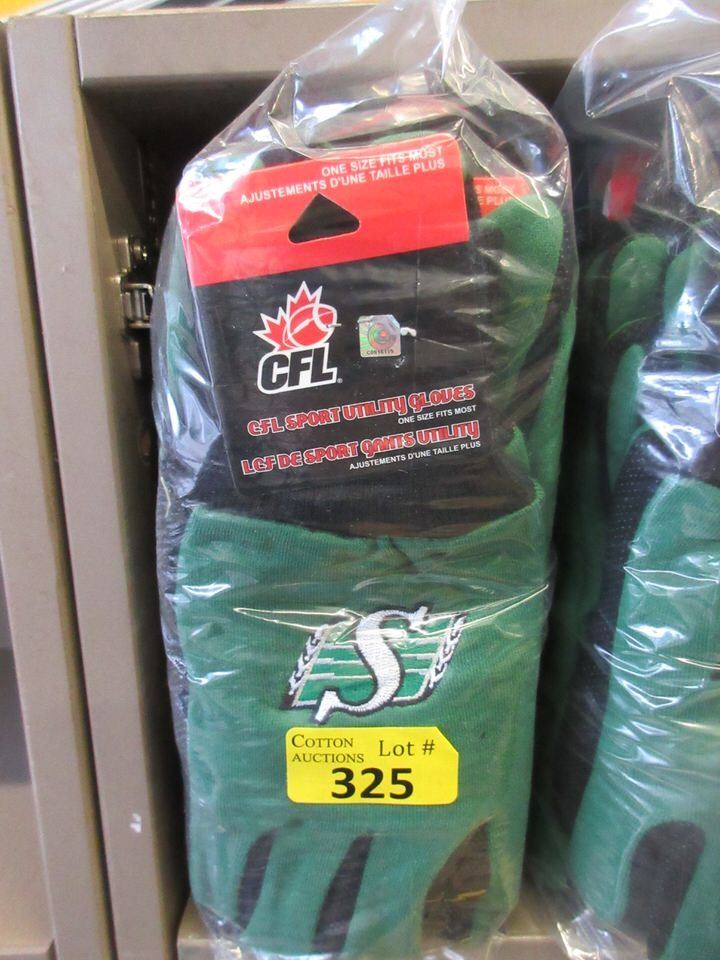 ONE SIZE FITS MOST
AJUSTEMENTS D'UNE TAILLE PLUS
CFL
CFL SPORT UTILITY GLOVES
ONE SIZE FITS MOST
LCF DE SPORT GANTS UTILITY
AJUSTEMENTS D'UNE TAILLE PLUS
S
COTTON
AUCTIONS
Lot #
325